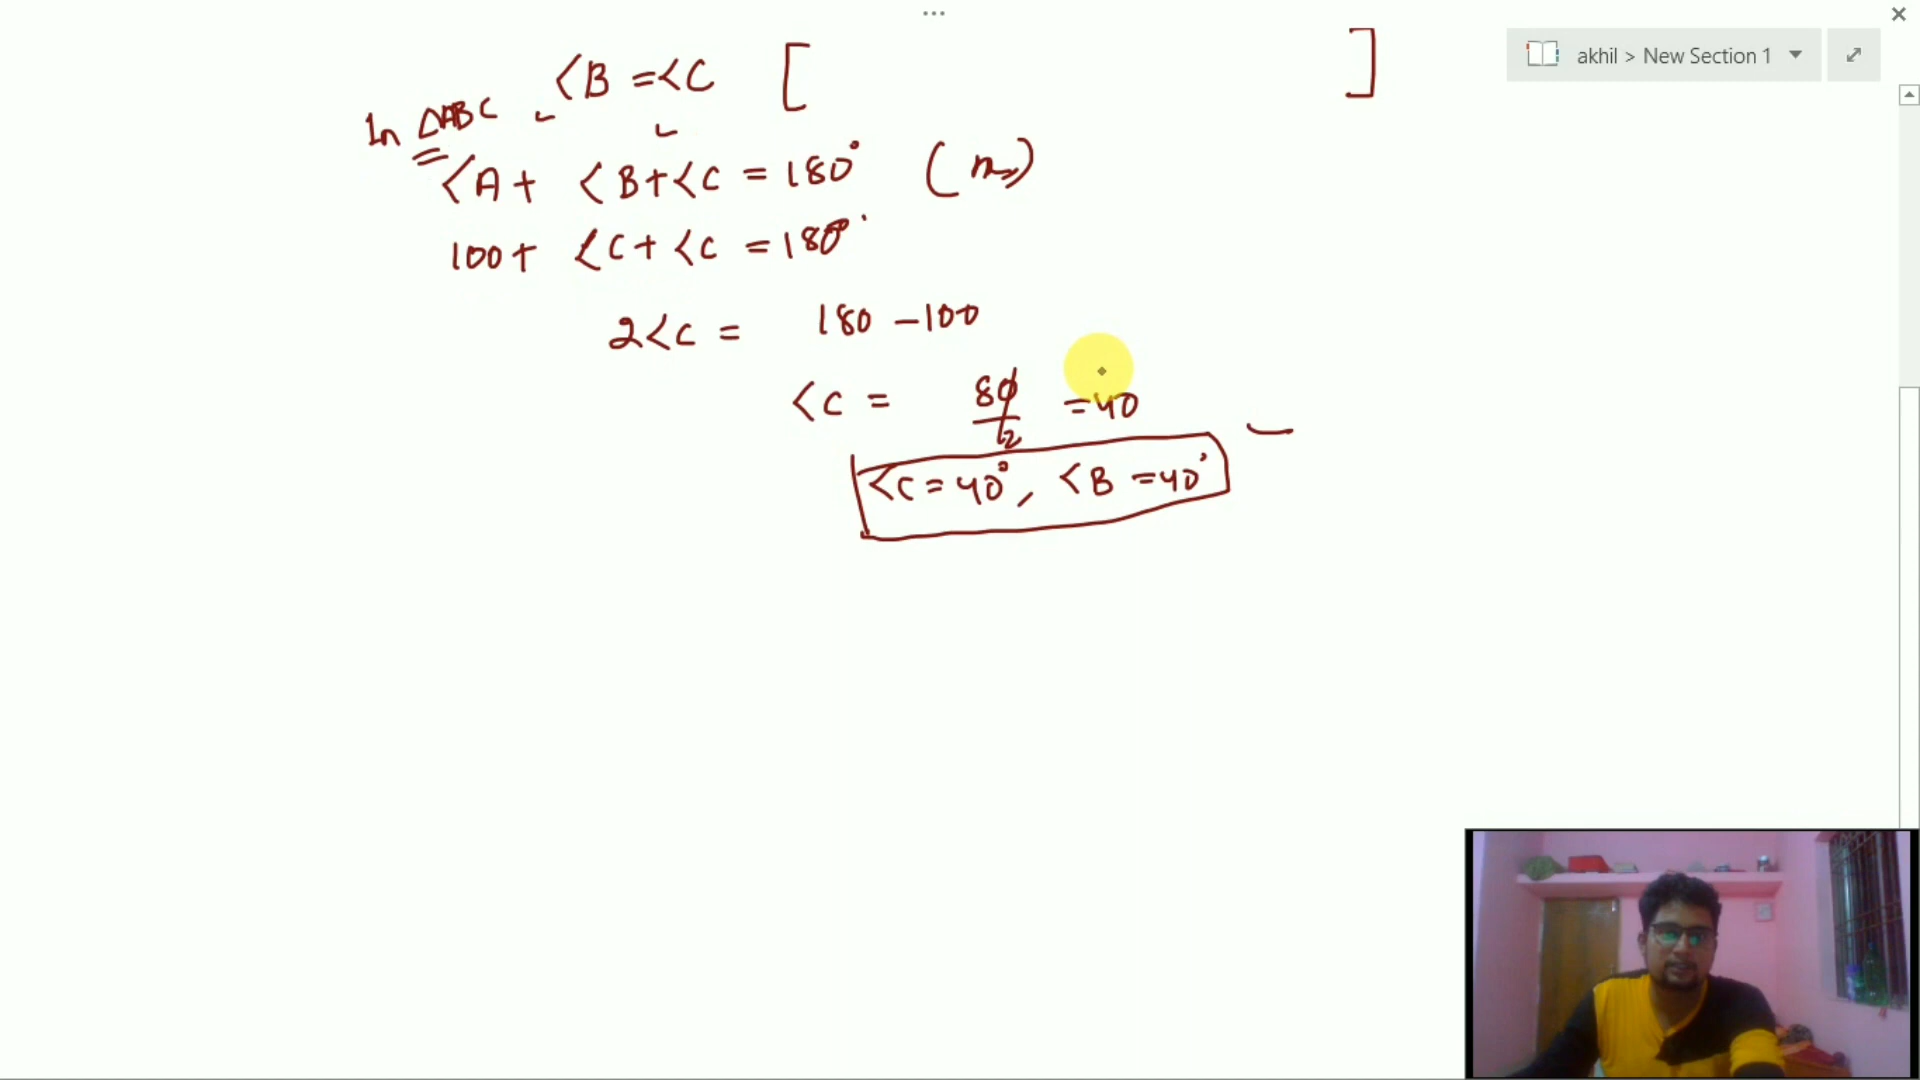 akhil > New Section 1
<B = <C [ ]
In △ABC
<A + <B + <C = 180°
100 + <C + <C = 180°
2<C = 180 - 100
<C = 80/2 = 40
<C = 40°, <B = 40°